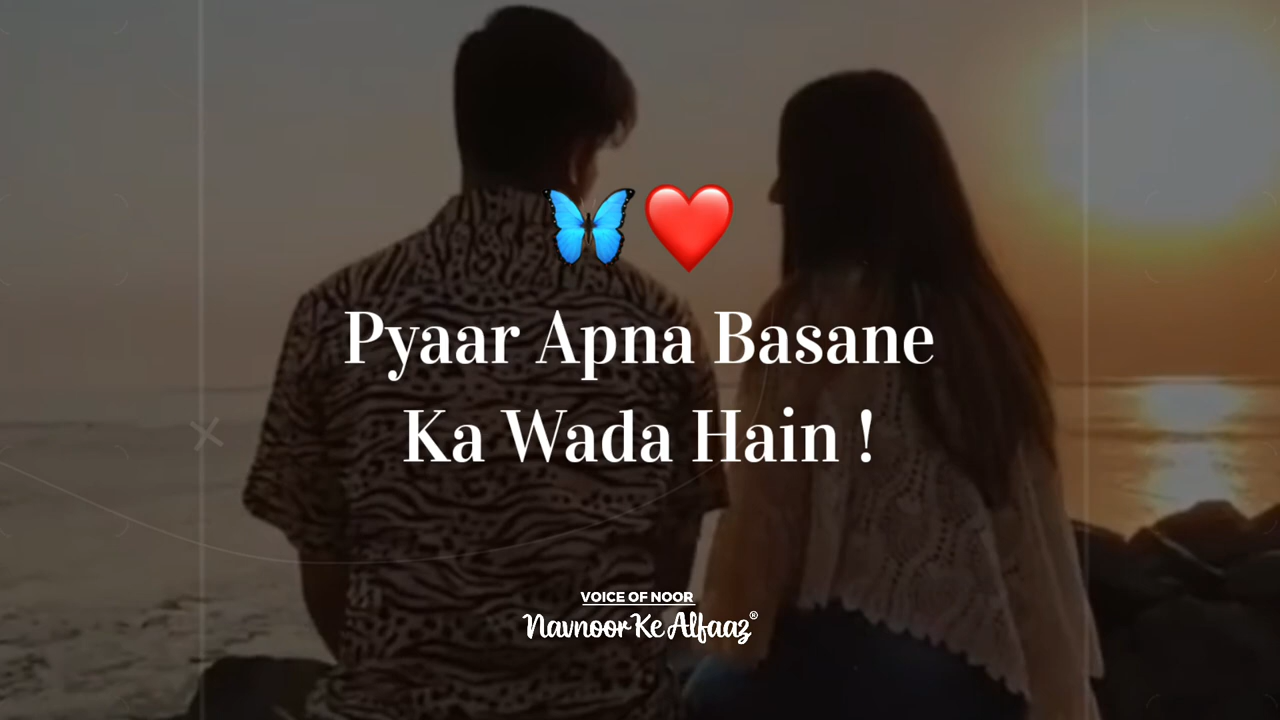 🦋❤️
Pyaar Apna Basane
Ka Wada Hain !
VOICE OF NOOR
Navnoor Ke Alfaaz®